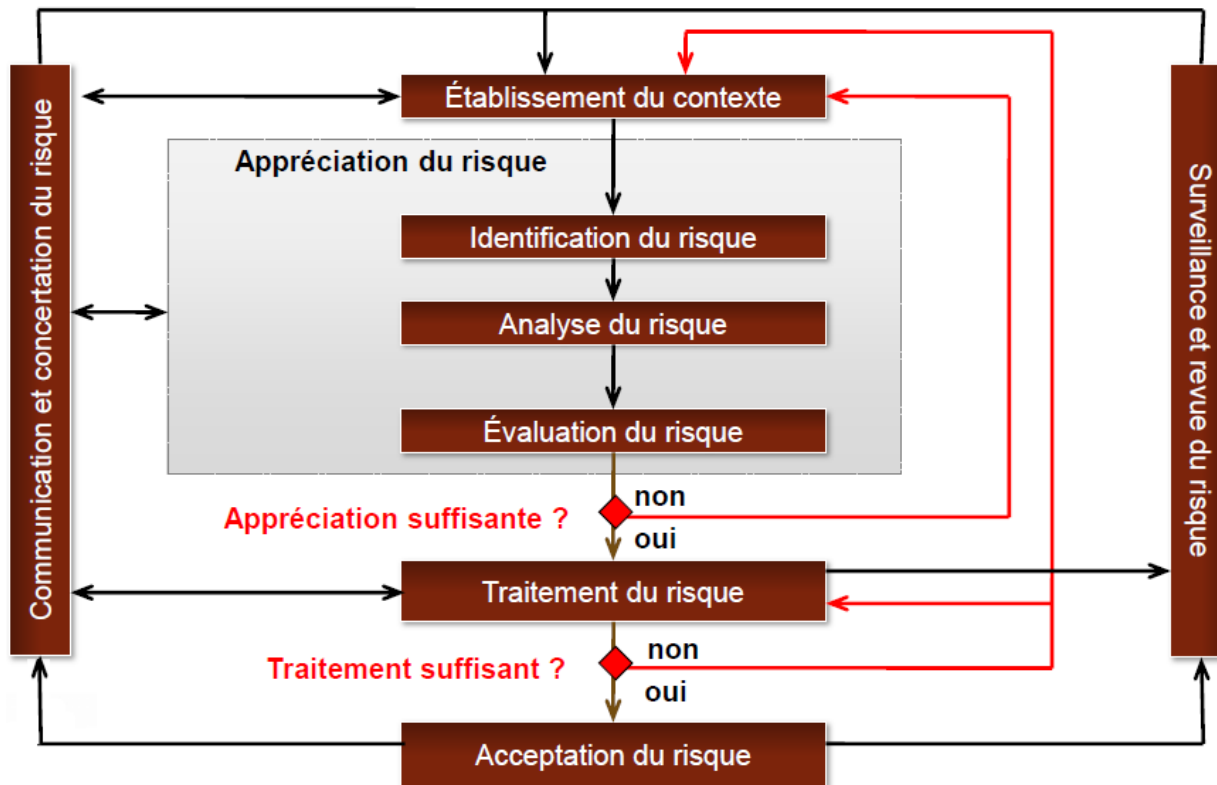 Établissement du contexte
Appréciation du risque
Identification du risque
Analyse du risque
Évaluation du risque
Appréciation suffisante ?
non
oui
Traitement du risque
Traitement suffisant ?
non
oui
Acceptation du risque
Communication et concertation du risque
Surveillance et revue du risque